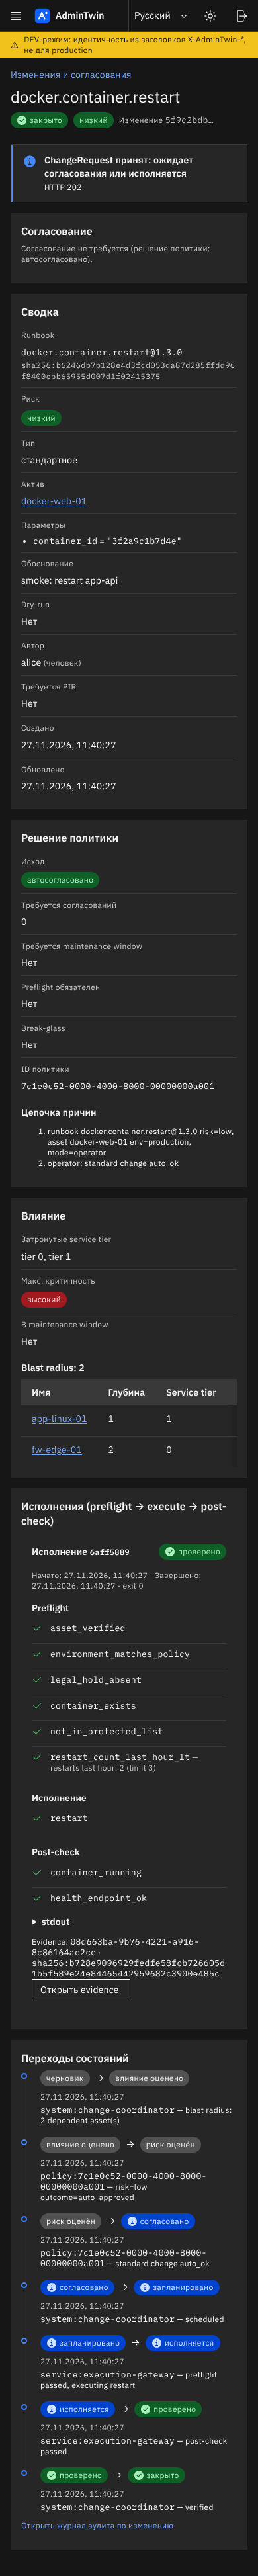 AdminTwin
Русский
DEV-режим: идентичность из заголовков X-AdminTwin-*,
не для production
Изменения и согласования
docker.container.restart
закрыто
низкий
Изменение 5f9c2bdb…
ChangeRequest принят: ожидает
согласования или исполняется
HTTP 202
Согласование
Согласование не требуется (решение политики:
автосогласовано).
Сводка
Runbook
docker.container.restart@1.3.0
sha256:b6246db7b128e4d3fcd053da87d285ffdd96
f8400cbb65955d007d1f02415375
Риск
низкий
Тип
стандартное
Актив
docker-web-01
Параметры
• container_id = "3f2a9c1b7d4e"
Обоснование
smoke: restart app-api
Dry-run
Нет
Автор
alice (человек)
Требуется PIR
Нет
Создано
27.11.2026, 11:40:27
Обновлено
27.11.2026, 11:40:27
Решение политики
Исход
автосогласовано
Требуется согласований
0
Требуется maintenance window
Нет
Preflight обязателен
Нет
Break-glass
Нет
ID политики
7c1e0c52-0000-4000-8000-00000000a001
Цепочка причин
1. runbook docker.container.restart@1.3.0 risk=low,
asset docker-web-01 env=production,
mode=operator
2. operator: standard change auto_ok
Влияние
Затронутые service tier
tier 0, tier 1
Макс. критичность
высокий
В maintenance window
Нет
Blast radius: 2
Имя Глубина Service tier
app-linux-01 1 1
fw-edge-01 2 0
Исполнения (preflight → execute → post-
check)
Исполнение 6aff5889
проверено
Начато: 27.11.2026, 11:40:27 · Завершено:
27.11.2026, 11:40:27 · exit 0
Preflight
asset_verified
environment_matches_policy
legal_hold_absent
container_exists
not_in_protected_list
restart_count_last_hour_lt —
restarts last hour: 2 (limit 3)
Исполнение
restart
Post-check
container_running
health_endpoint_ok
stdout
Evidence: 08d663ba-9b76-4221-a916-
8c86164ac2ce ·
sha256:b728e9096929fedfe58fcb726605d
1b5f589e24e84465442959682c3900e485c
Открыть evidence
Переходы состояний
черновик → влияние оценено
27.11.2026, 11:40:27
system:change-coordinator — blast radius:
2 dependent asset(s)
влияние оценено → риск оценён
27.11.2026, 11:40:27
policy:7c1e0c52-0000-4000-8000-
00000000a001 — risk=low
outcome=auto_approved
риск оценён → согласовано
27.11.2026, 11:40:27
policy:7c1e0c52-0000-4000-8000-
00000000a001 — standard change auto_ok
согласовано → запланировано
27.11.2026, 11:40:27
system:change-coordinator — scheduled
запланировано → исполняется
27.11.2026, 11:40:27
service:execution-gateway — preflight
passed, executing restart
исполняется → проверено
27.11.2026, 11:40:27
service:execution-gateway — post-check
passed
проверено → закрыто
27.11.2026, 11:40:27
system:change-coordinator — verified
Открыть журнал аудита по изменению